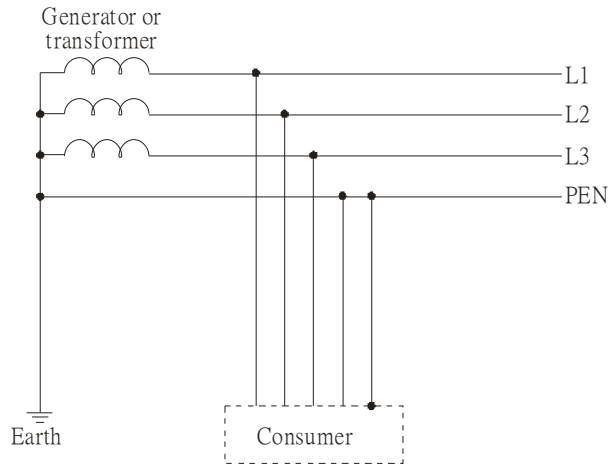 Generator or
transformer
L1
L2
L3
PEN
Earth
Consumer